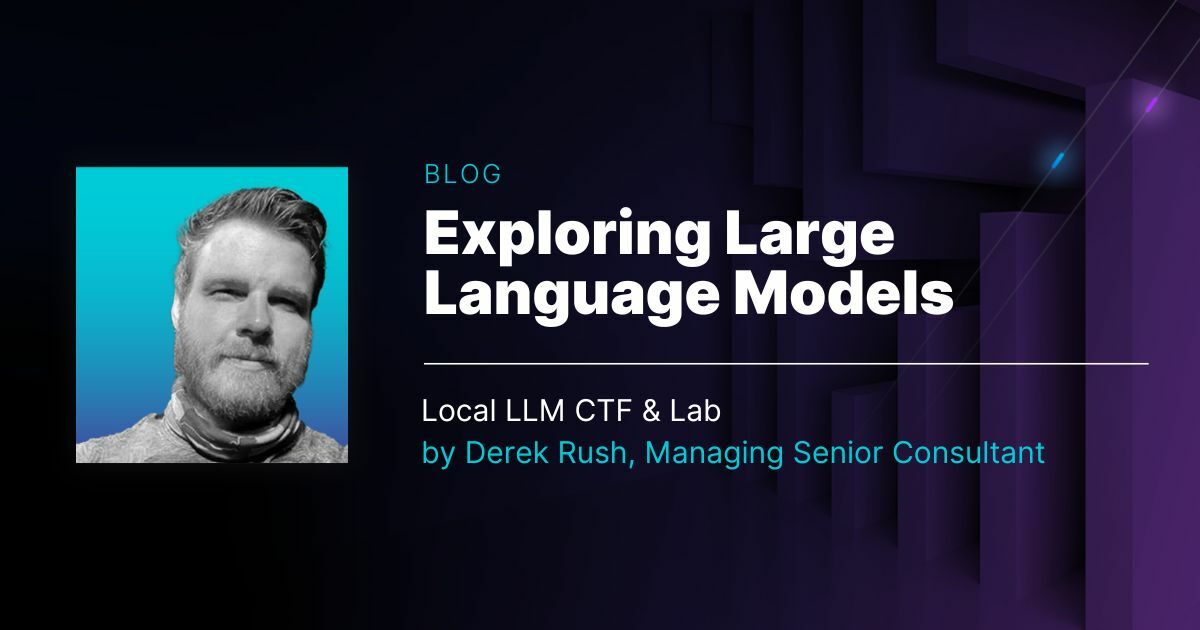 BLOG
Exploring Large
Language Models
Local LLM CTF & Lab
by Derek Rush, Managing Senior Consultant